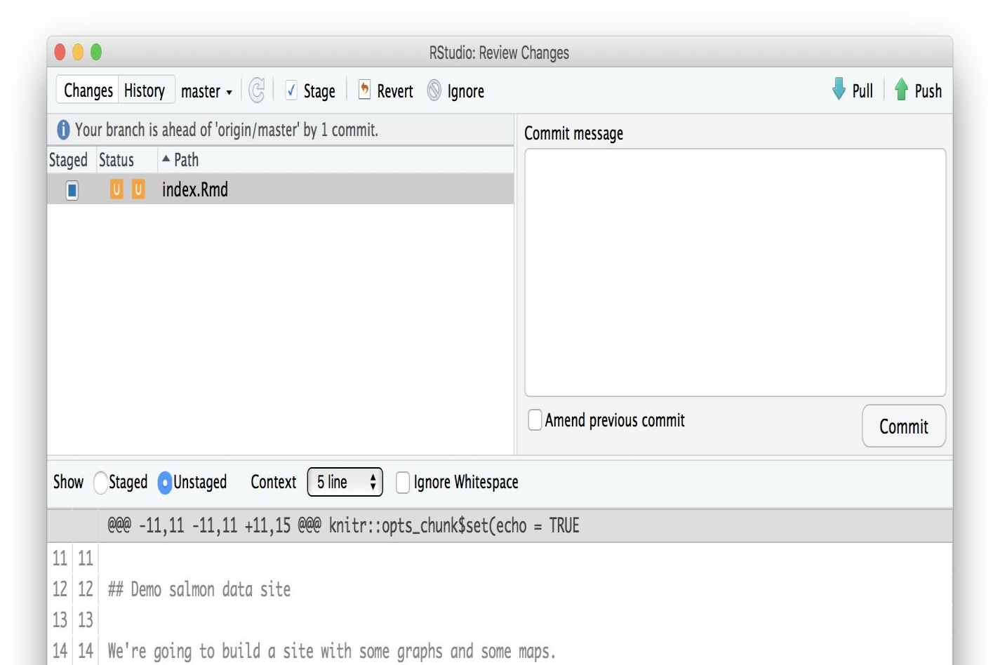 RStudio: Review Changes
Changes History master Stage Revert Ignore Pull Push
Your branch is ahead of 'origin/master' by 1 commit.
Commit message
Staged Status Path
U U index.Rmd
Amend previous commit
Commit
Show Staged Unstaged Context 5 line Ignore Whitespace
@@@ -11,11 -11,11 +11,15 @@@ knitr::opts_chunk$set(echo = TRUE
11 11
12 12 ## Demo salmon data site
13 13
14 14 We're going to build a site with some graphs and some maps.